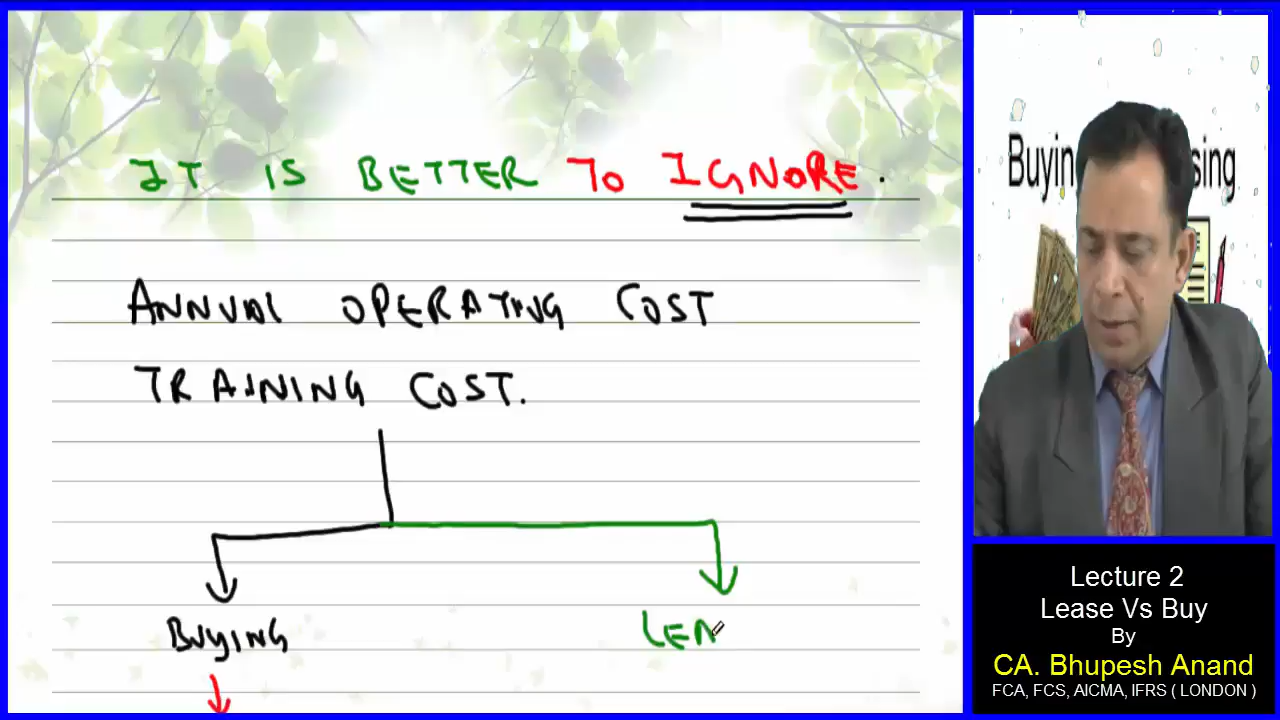 IT IS BETTER TO IGNORE.
ANNUAL OPERATING COST
TRAINING COST.
BUYING
LEA
Lecture 2
Lease Vs Buy
By
CA. Bhupesh Anand
FCA, FCS, AICMA, IFRS ( LONDON )